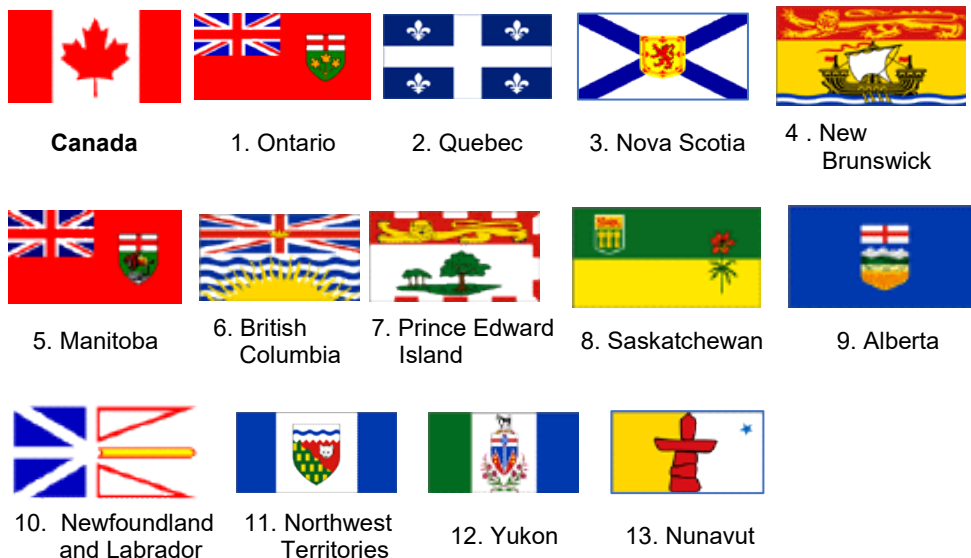 Canada
1. Ontario
2. Quebec
3. Nova Scotia
4 . New
Brunswick
5. Manitoba
6. British
Columbia
7. Prince Edward
Island
8. Saskatchewan
9. Alberta
10. Newfoundland
and Labrador
11. Northwest
Territories
12. Yukon
13. Nunavut